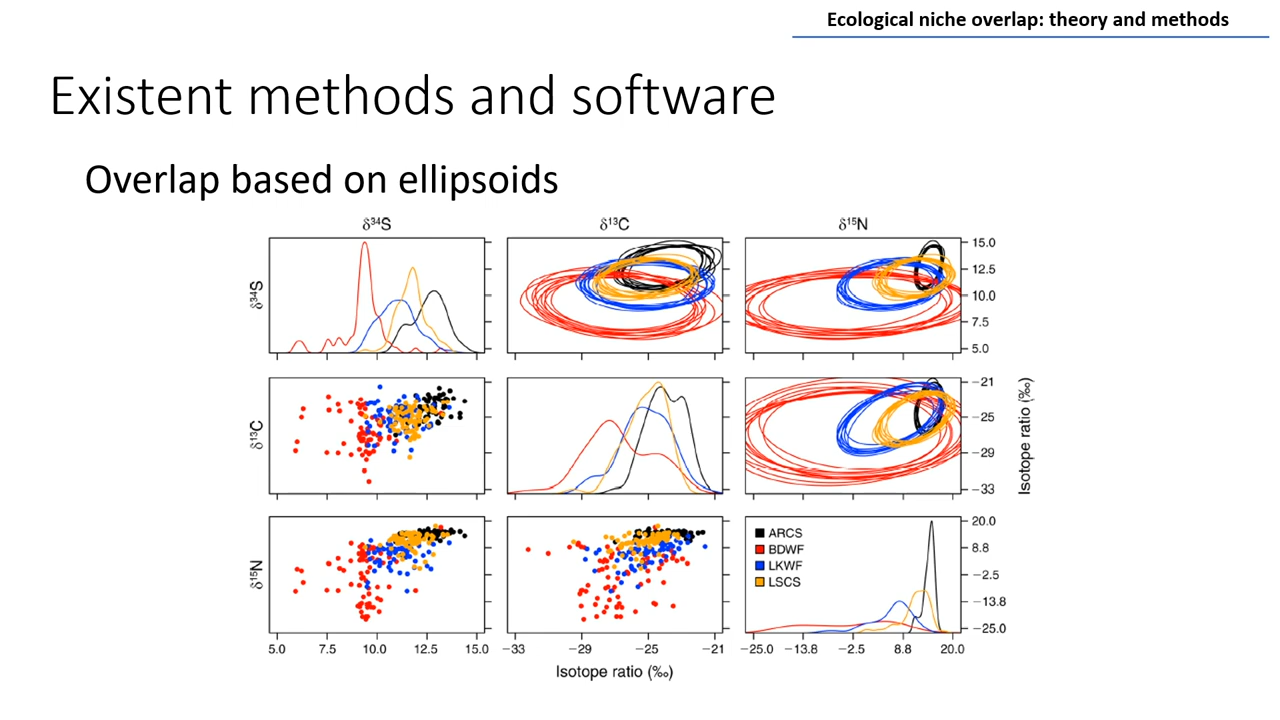 Ecological niche overlap: theory and methods
Existent methods and software
Overlap based on ellipsoids
δ³⁴S δ¹³C δ¹⁵N
δ³⁴S
15.0
12.5
10.0
7.5
5.0
δ¹³C
−21
−25
−29
−33
Isotope ratio (‰)
δ¹⁵N
ARCS
BDWF
LKWF
LSCS
20.0
8.8
−2.5
−13.8
−25.0
5.0 7.5 10.0 12.5 15.0 −33 −29 −25 −21 −25.0 −13.8 −2.5 8.8 20.0
Isotope ratio (‰)